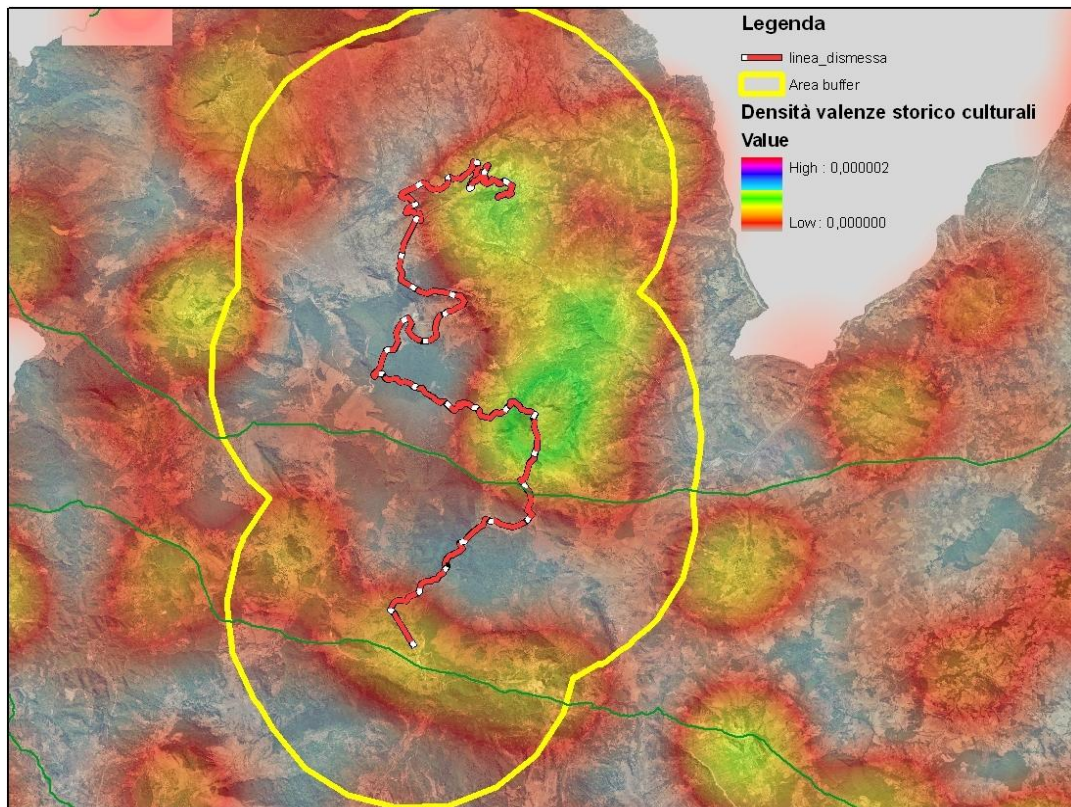 Legenda
linea_dismessa
Area buffer
Densità valenze storico culturali
Value
High : 0,000002
Low : 0,000000